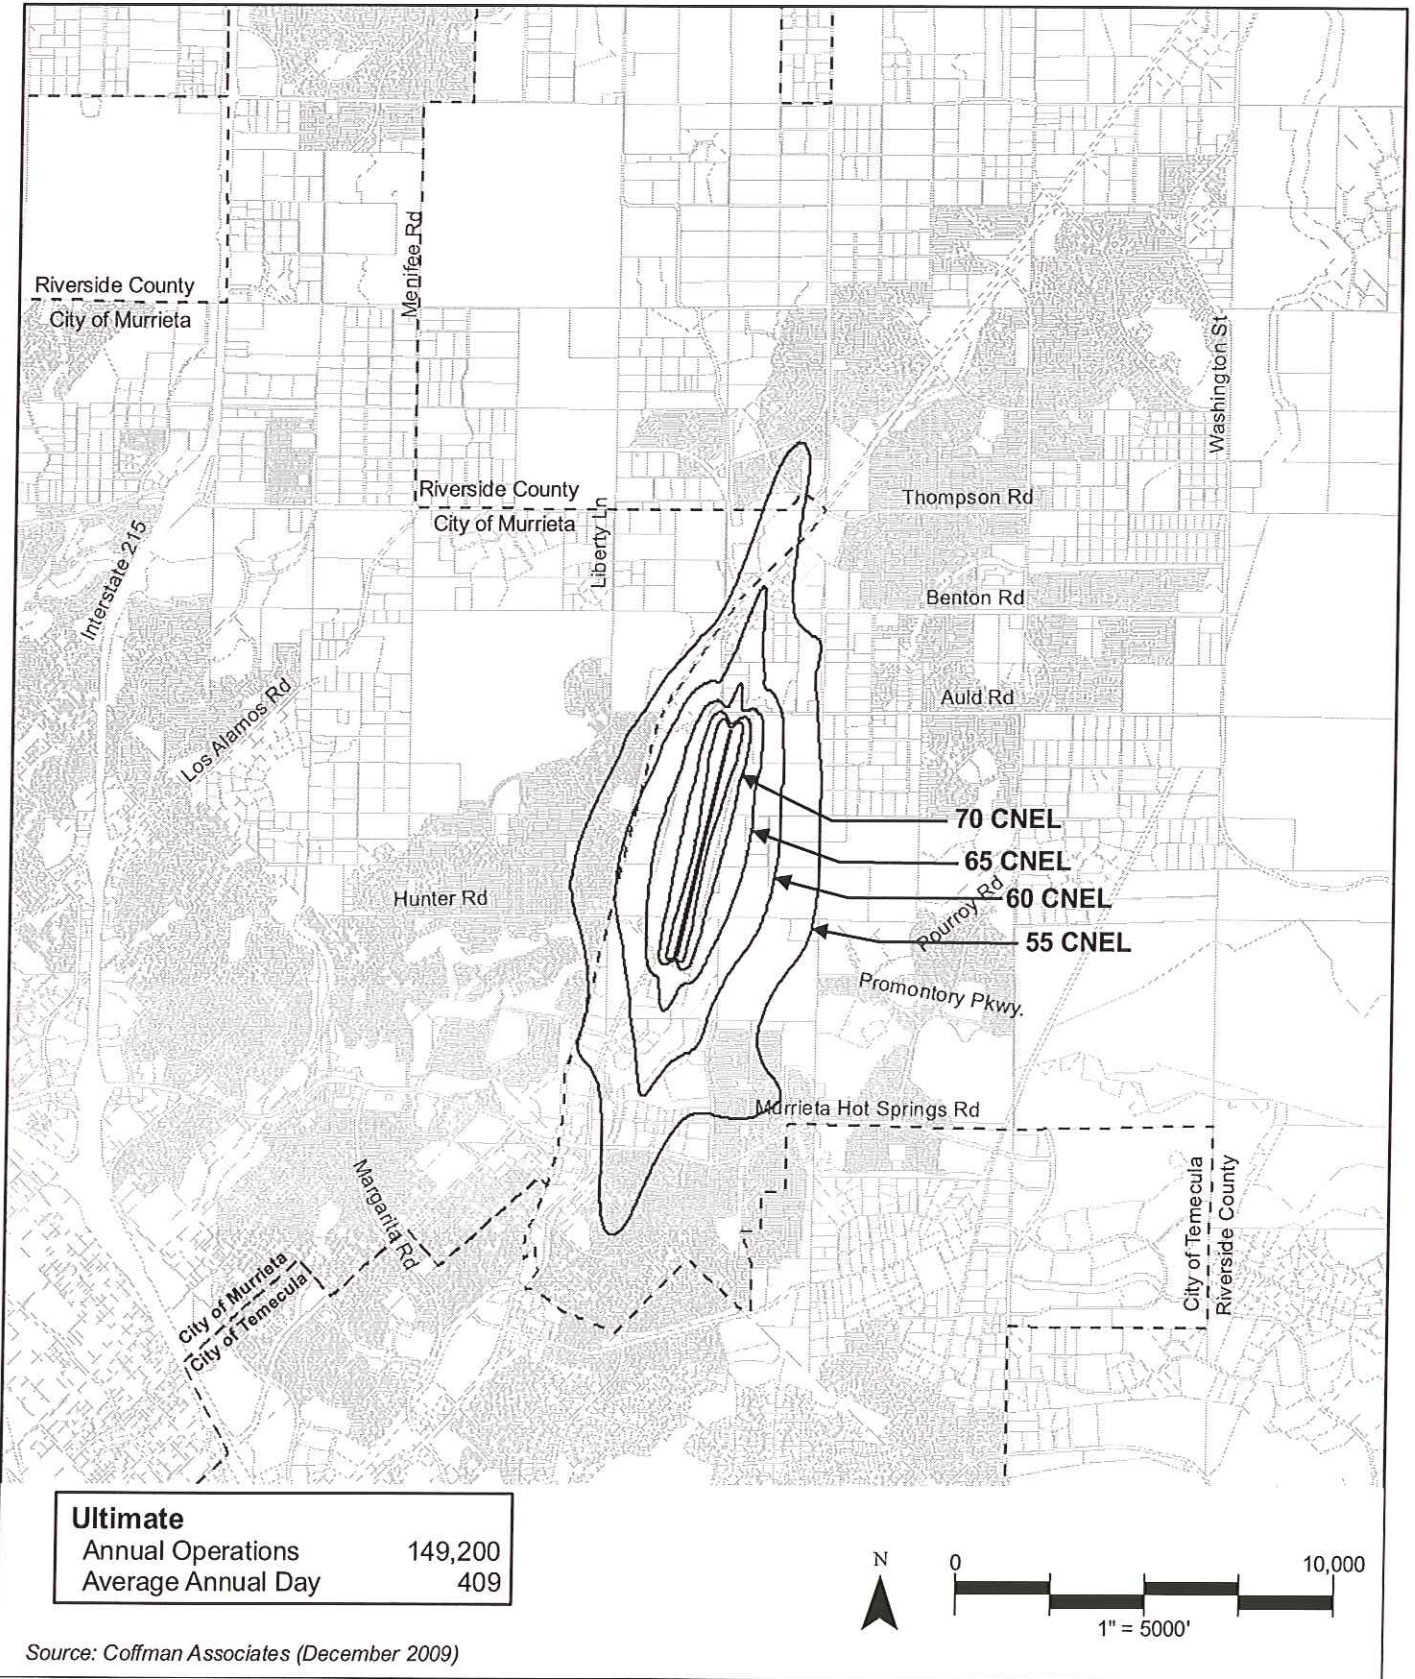 Menifee Rd
Riverside County
City of Murrieta
Washington St
Riverside County
City of Murrieta
Liberty Ln
Thompson Rd
Interstate 215
Benton Rd
Los Alamos Rd
Auld Rd
70 CNEL
65 CNEL
Hunter Rd
Pourroy Rd
60 CNEL
55 CNEL
Promontory Pkwy.
Murrieta Hot Springs Rd
Margarita Rd
City of Temecula
Riverside County
City of Murrieta
City of Temecula
Ultimate
Annual Operations 149,200
Average Annual Day 409
N
0 10,000
1" = 5000'
Source: Coffman Associates (December 2009)